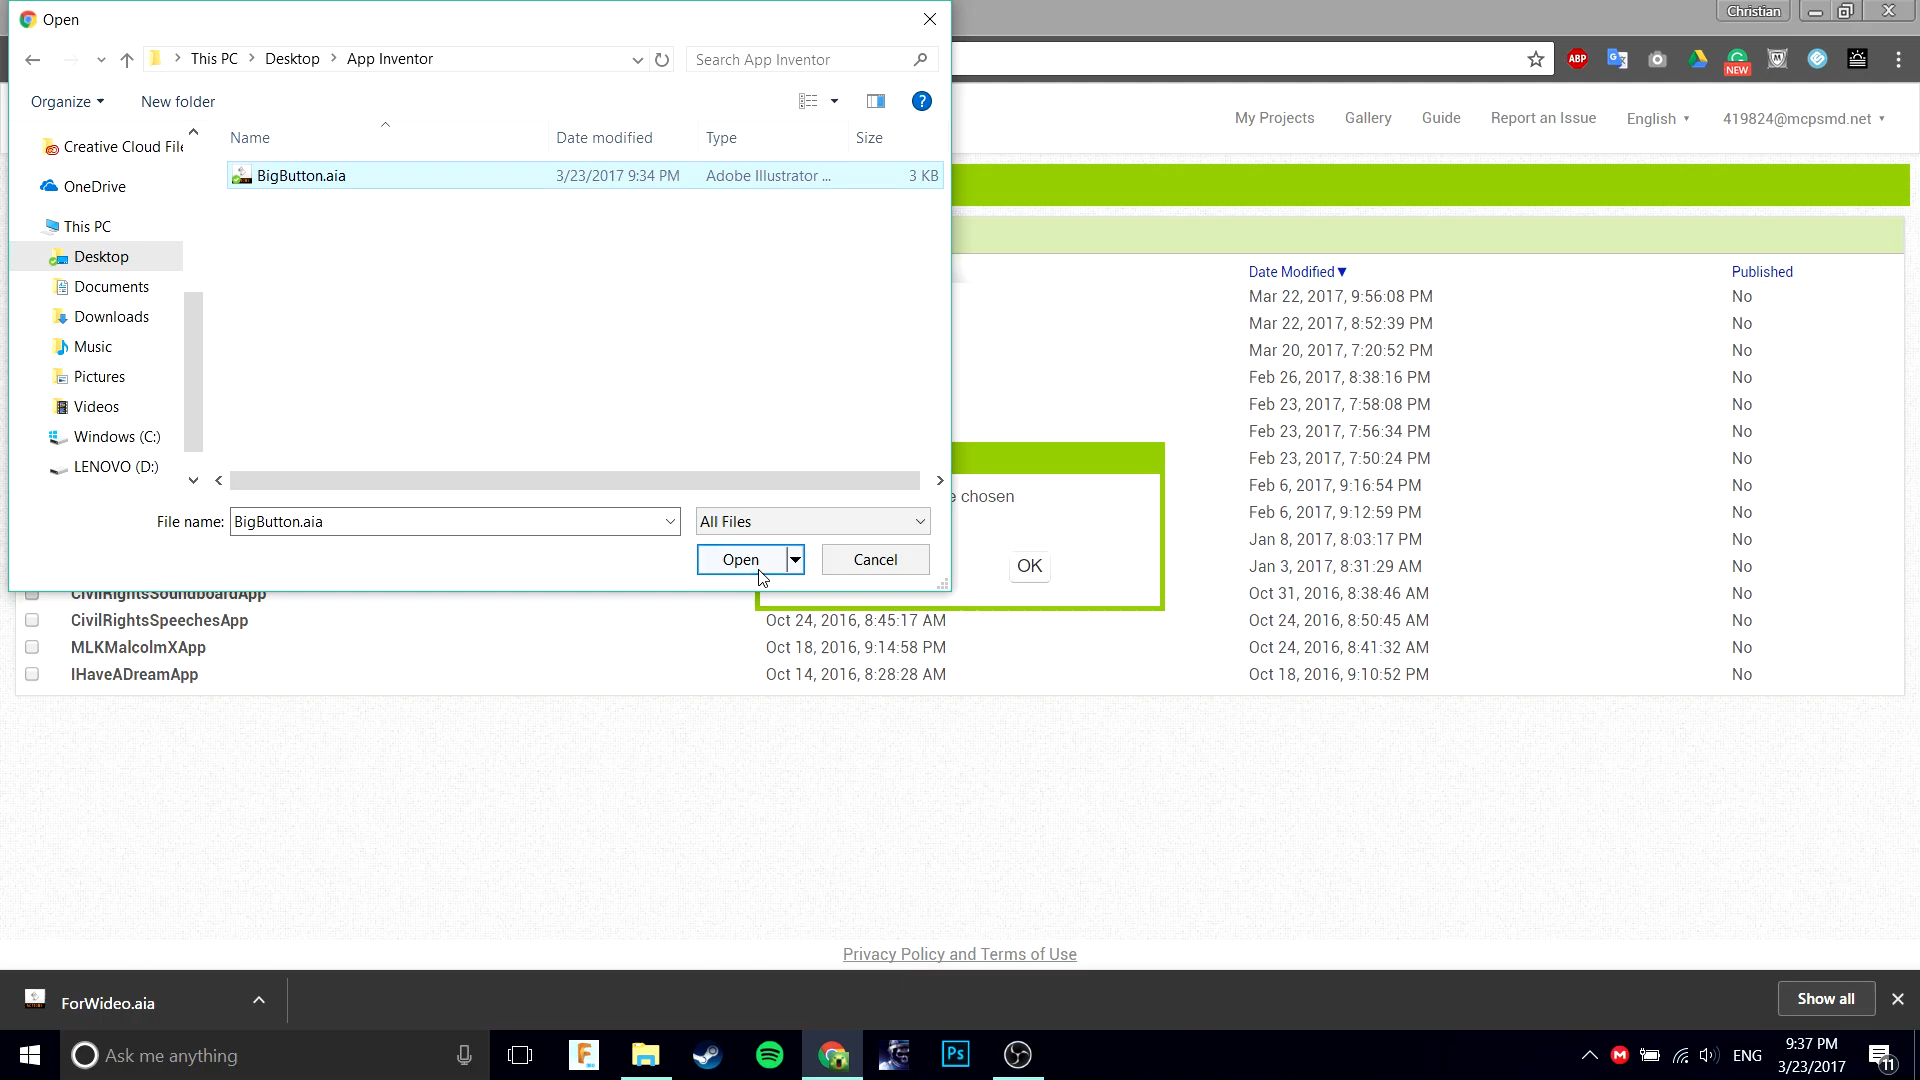 Open
Christian
This PC > Desktop > App Inventor
Search App Inventor
ABP
NEW
Organize
New folder
?
Name
Date modified
Type
Size
My Projects
Gallery
Guide
Report an Issue
English
419824@mcpsmd.net
Creative Cloud File
OneDrive
This PC
Desktop
Documents
Downloads
Music
Pictures
Videos
Windows (C:)
LENOVO (D:)
BigButton.aia
3/23/2017 9:34 PM
Adobe Illustrator ...
3 KB
Date Modified▼
Published
Mar 22, 2017, 9:56:08 PM
No
Mar 22, 2017, 8:52:39 PM
No
Mar 20, 2017, 7:20:52 PM
No
Feb 26, 2017, 8:38:16 PM
No
Feb 23, 2017, 7:58:08 PM
No
Feb 23, 2017, 7:56:34 PM
No
Feb 23, 2017, 7:50:24 PM
No
Feb 6, 2017, 9:16:54 PM
No
Feb 6, 2017, 9:12:59 PM
No
Jan 8, 2017, 8:03:17 PM
No
Jan 3, 2017, 8:31:29 AM
No
e chosen
OK
File name:
BigButton.aia
All Files
Open
Cancel
CivilRightsSoundboardApp
Oct 31, 2016, 8:38:46 AM
No
CivilRightsSpeechesApp
Oct 24, 2016, 8:45:17 AM
Oct 24, 2016, 8:50:45 AM
No
MLKMalcolmXApp
Oct 18, 2016, 9:14:58 PM
Oct 24, 2016, 8:41:32 AM
No
IHaveADreamApp
Oct 14, 2016, 8:28:28 AM
Oct 18, 2016, 9:10:52 PM
No
Privacy Policy and Terms of Use
ForWideo.aia
Show all
Ask me anything
Ps
ENG
9:37 PM
3/23/2017
11